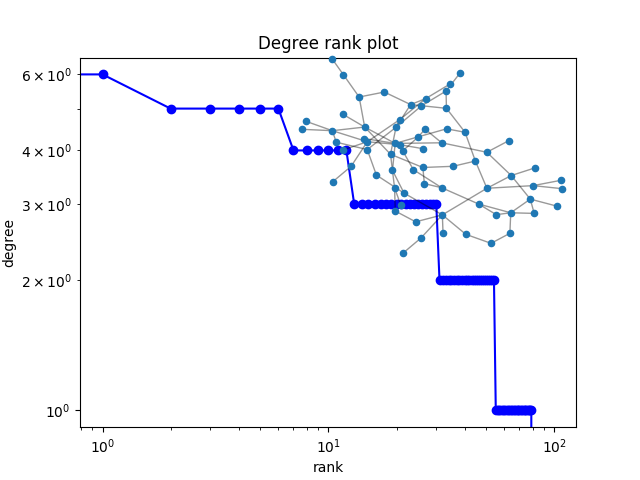 Degree rank plot
6 × 10⁰
4 × 10⁰
3 × 10⁰
2 × 10⁰
10⁰
degree
10⁰ 10¹ 10²
rank